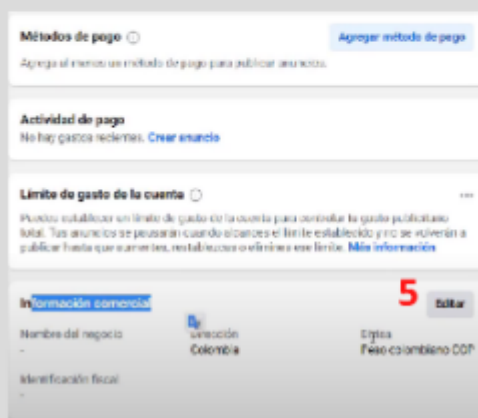 Métodos de pago
Agregar método de pago
Agrega al menos un método de pago para publicar anuncios.
Actividad de pago
No hay gastos recientes. Crear anuncio
Límite de gasto de la cuenta
Puedes establecer un límite de gasto de la cuenta para controlar tu gasto publicitario
total. Tus anuncios se pausarán cuando alcances el límite establecido y no se volverán a
publicar hasta que aumentes, restablezcas o elimines ese límite. Más información
Información comercial
5
Editar
Nombre del negocio
-
Dirección
Colombia
Peso colombiano COP
Identificación fiscal
-